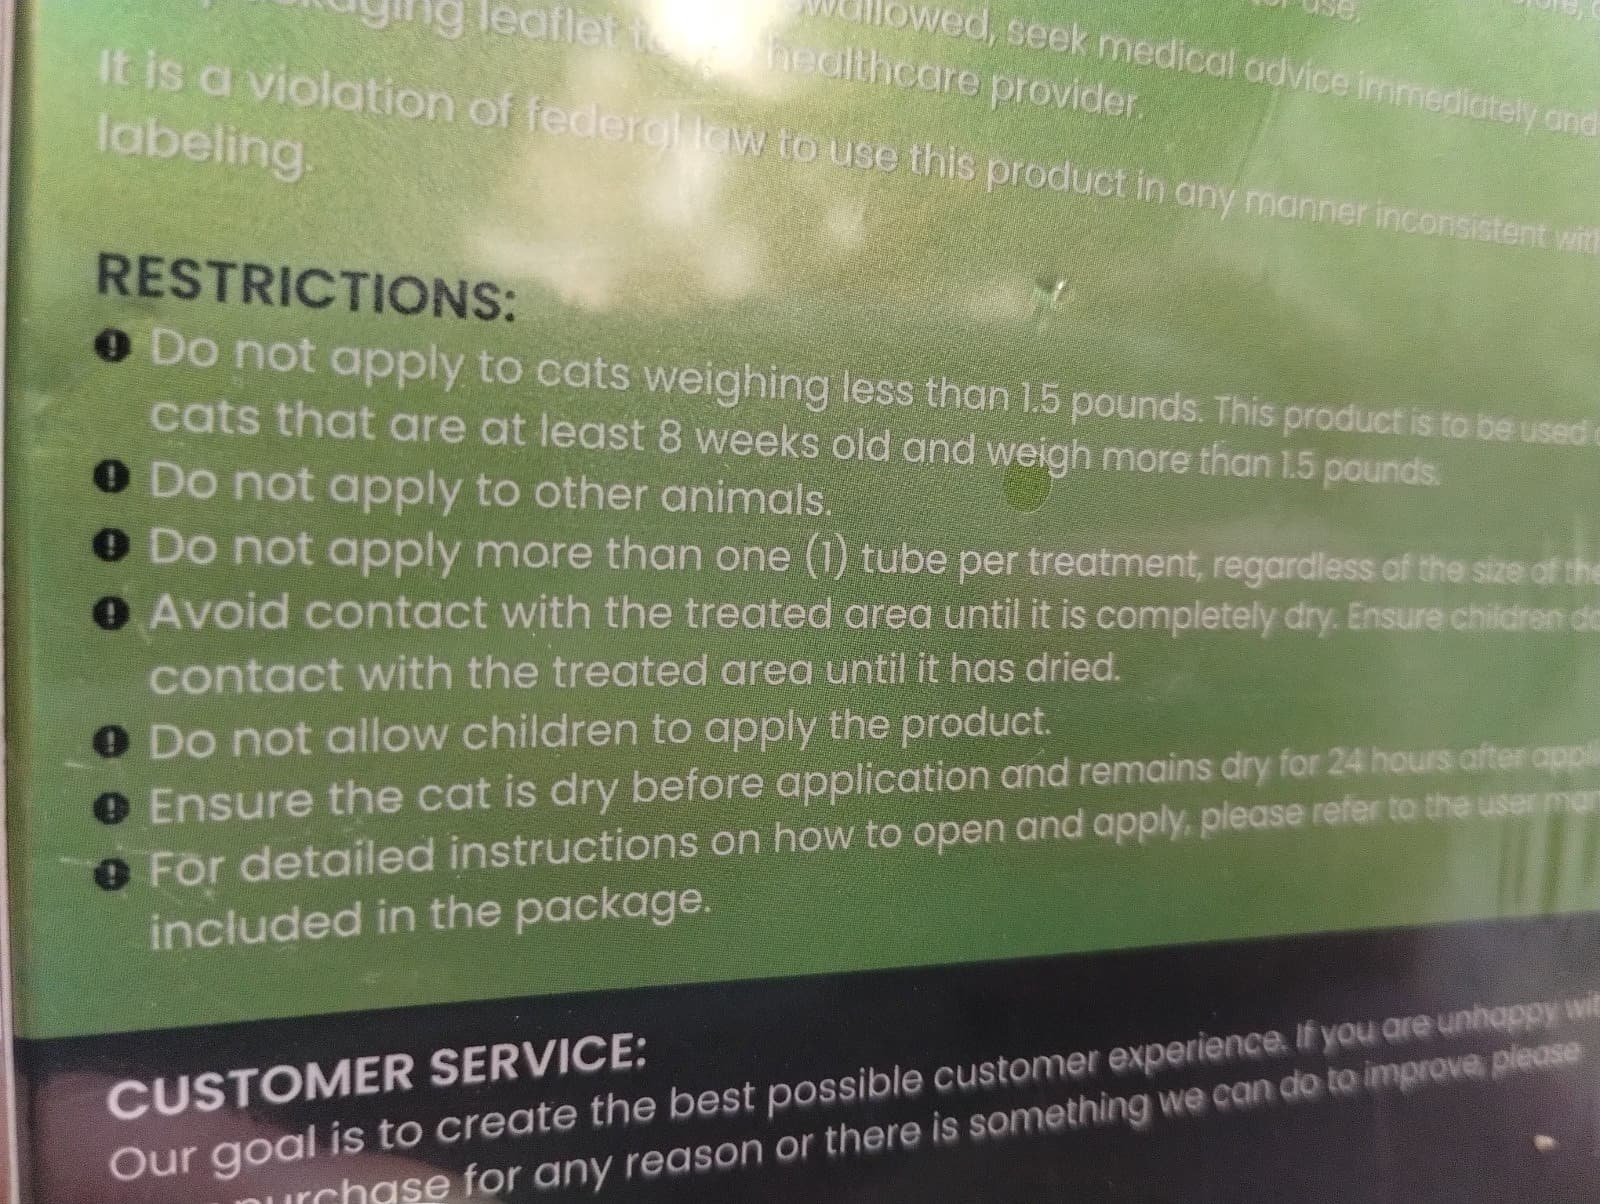 use.
swallowed, seek medical advice immediately and
packaging leaflet to healthcare provider.
It is a violation of federal law to use this product in any manner inconsistent with
labeling.
RESTRICTIONS:
Do not apply to cats weighing less than 1.5 pounds. This product is to be used
cats that are at least 8 weeks old and weigh more than 1.5 pounds.
Do not apply to other animals.
Do not apply more than one (1) tube per treatment, regardless of the size of the
Avoid contact with the treated area until it is completely dry. Ensure children do
contact with the treated area until it has dried.
Do not allow children to apply the product.
Ensure the cat is dry before application and remains dry for 24 hours after appli
For detailed instructions on how to open and apply, please refer to the user man
included in the package.
CUSTOMER SERVICE:
Our goal is to create the best possible customer experience. If you are unhappy wit
purchase for any reason or there is something we can do to improve, please